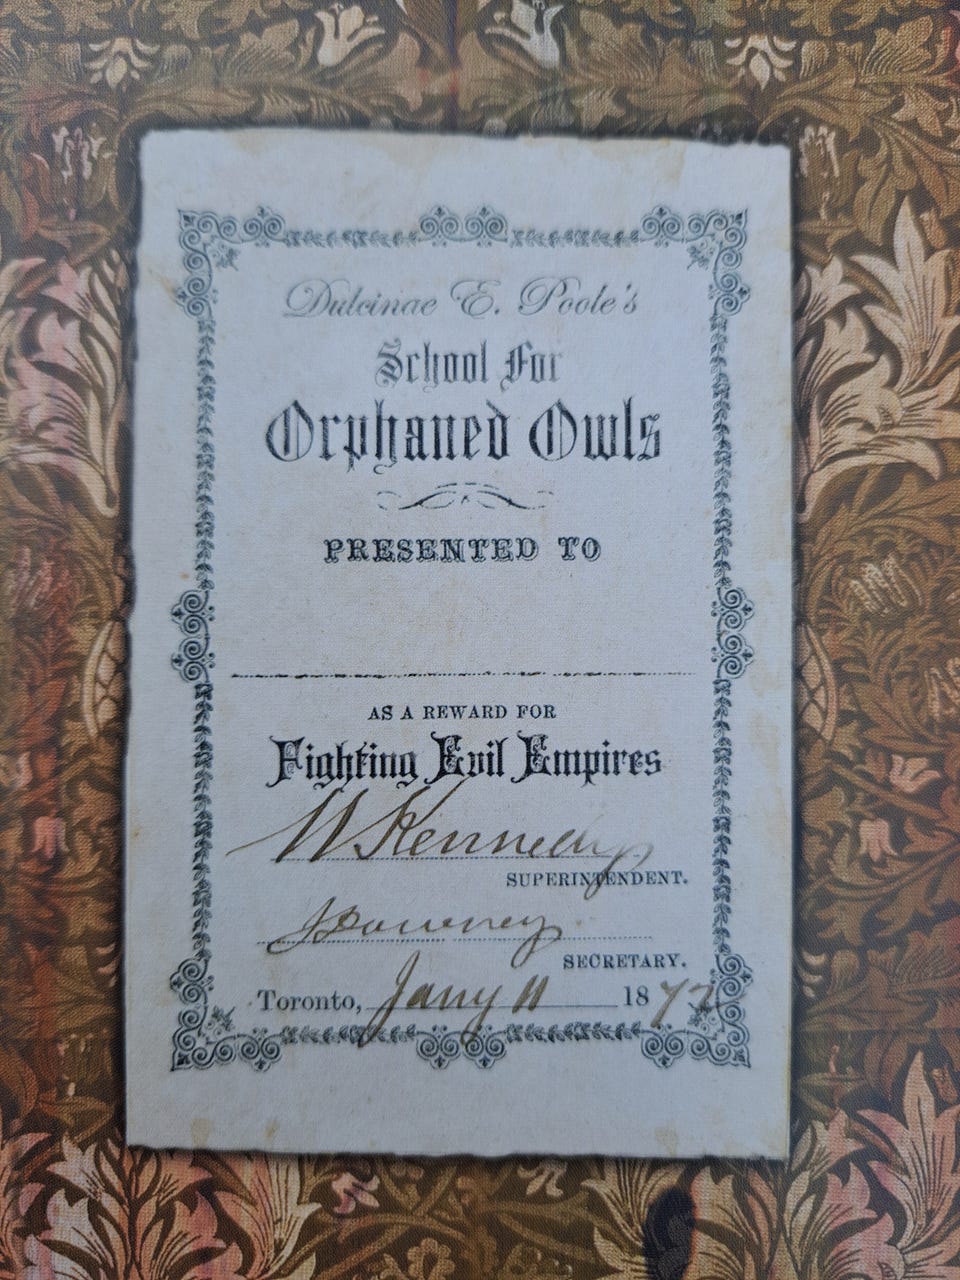 Dulcinae E. Poole's
School For
Orphaned Owls
PRESENTED TO
AS A REWARD FOR
Fighting Evil Empires
W Kennedy
SUPERINTENDENT.
SECRETARY.
Toronto, Jany 11 1872